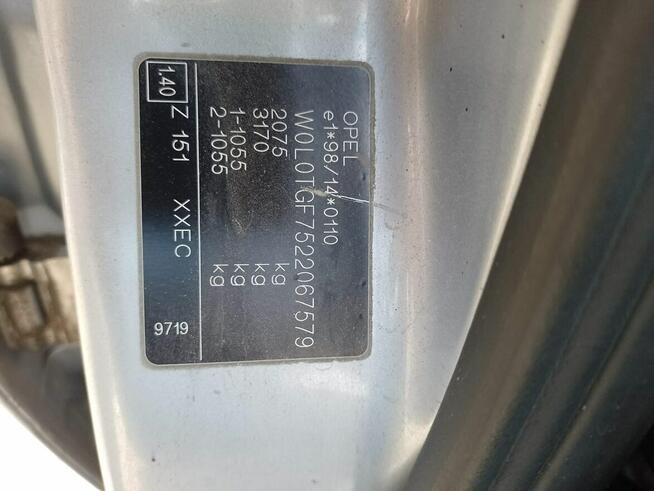 OPEL
e1*98/14*0110
W0L0TGF7522067579
2075 kg
3170 kg
1-1055 kg
2-1055 kg
1.40 Z 151 XXEC 9719